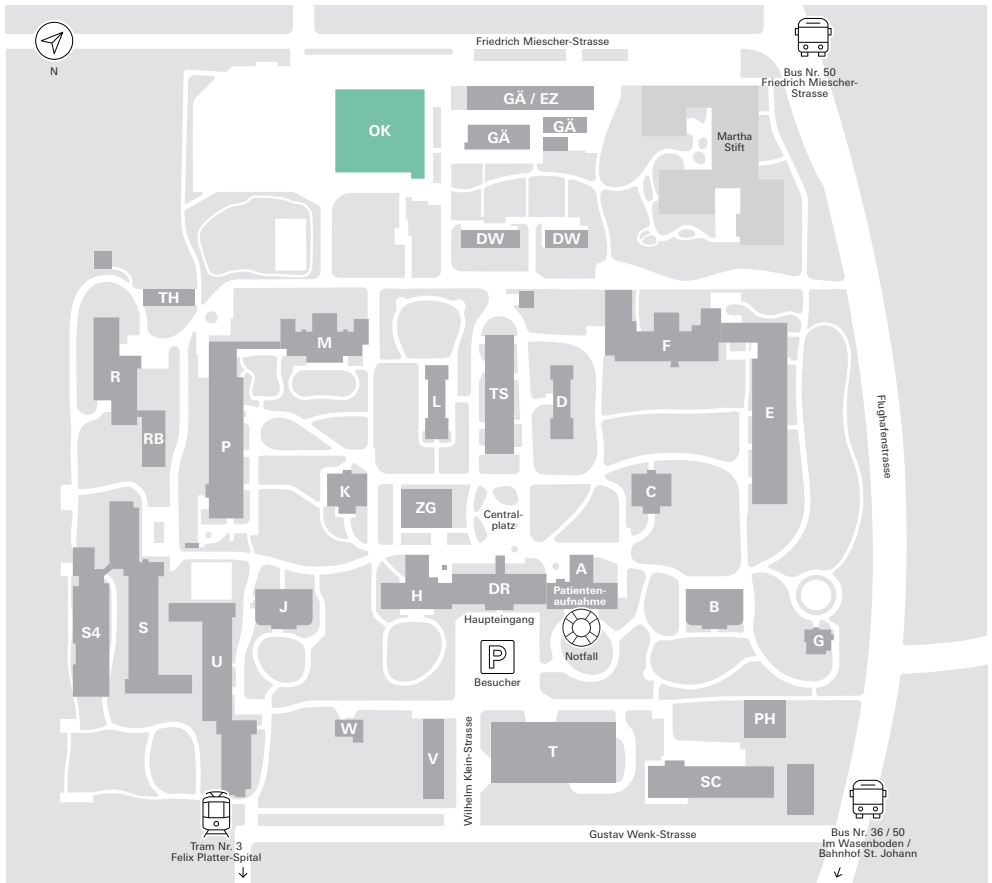 Friedrich Miescher-Strasse
N
Bus Nr. 50
Friedrich Miescher-
Strasse
GÄ / EZ
OK
GÄ
GÄ
Martha
Stift
DW
DW
TH
M
F
R
L
TS
D
E
Flughafenstrasse
RB
P
K
ZG
C
Central-
platz
A
H
DR
Patienten-
aufnahme
J
B
S4
S
Haupteingang
G
U
Notfall
P
Besucher
W
PH
V
Wilhelm Klein-Strasse
T
SC
Gustav Wenk-Strasse
Tram Nr. 3
Felix Platter-Spital
Bus Nr. 36 / 50
Im Wasenboden /
Bahnhof St. Johann